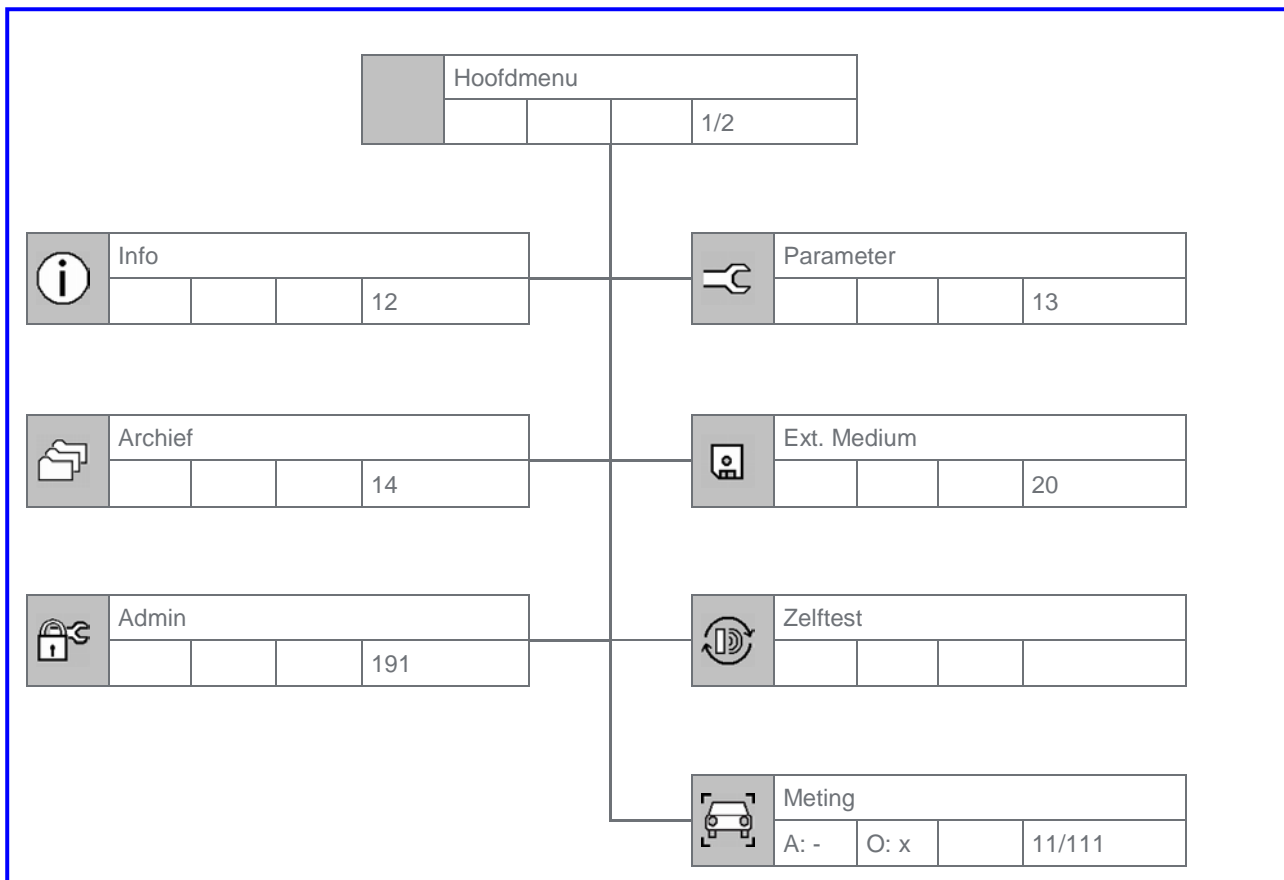 Hoofdmenu
1/2
Info
12
Parameter
13
Archief
14
Ext. Medium
20
Admin
191
Zelftest
Meting
A: - O: x 11/111